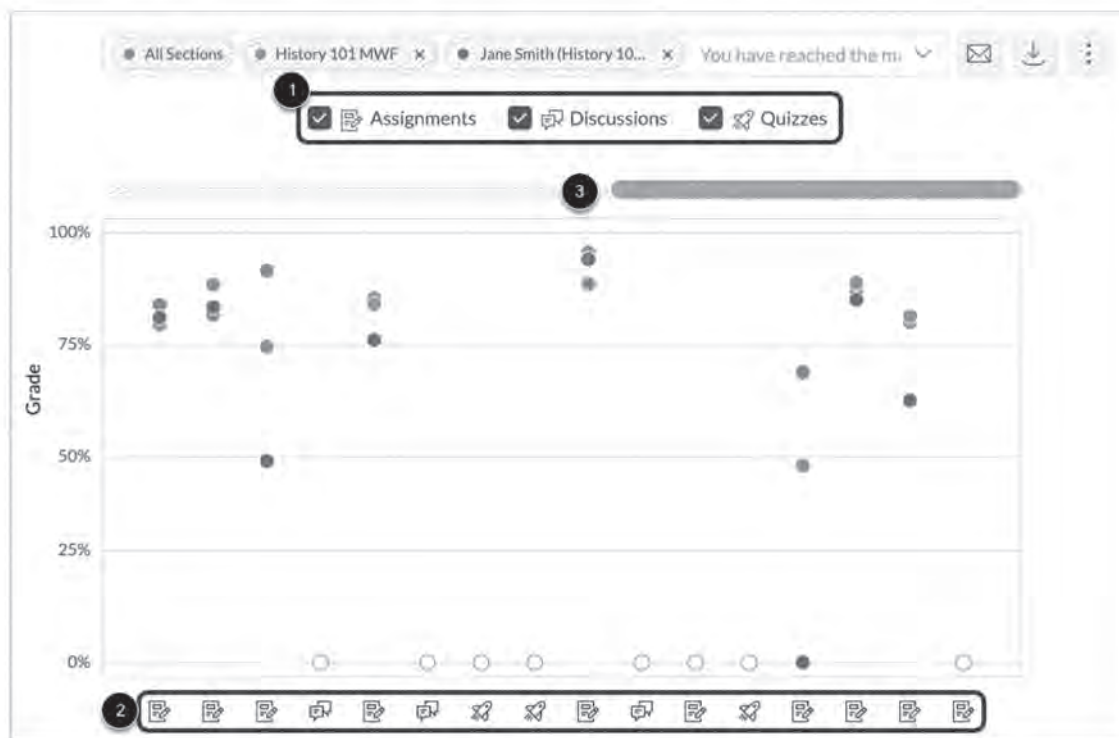 All Sections History 101 MWF × Jane Smith (History 10... × You have reached the m
1
Assignments Discussions Quizzes
3
100%
75%
50%
25%
0%
Grade
2